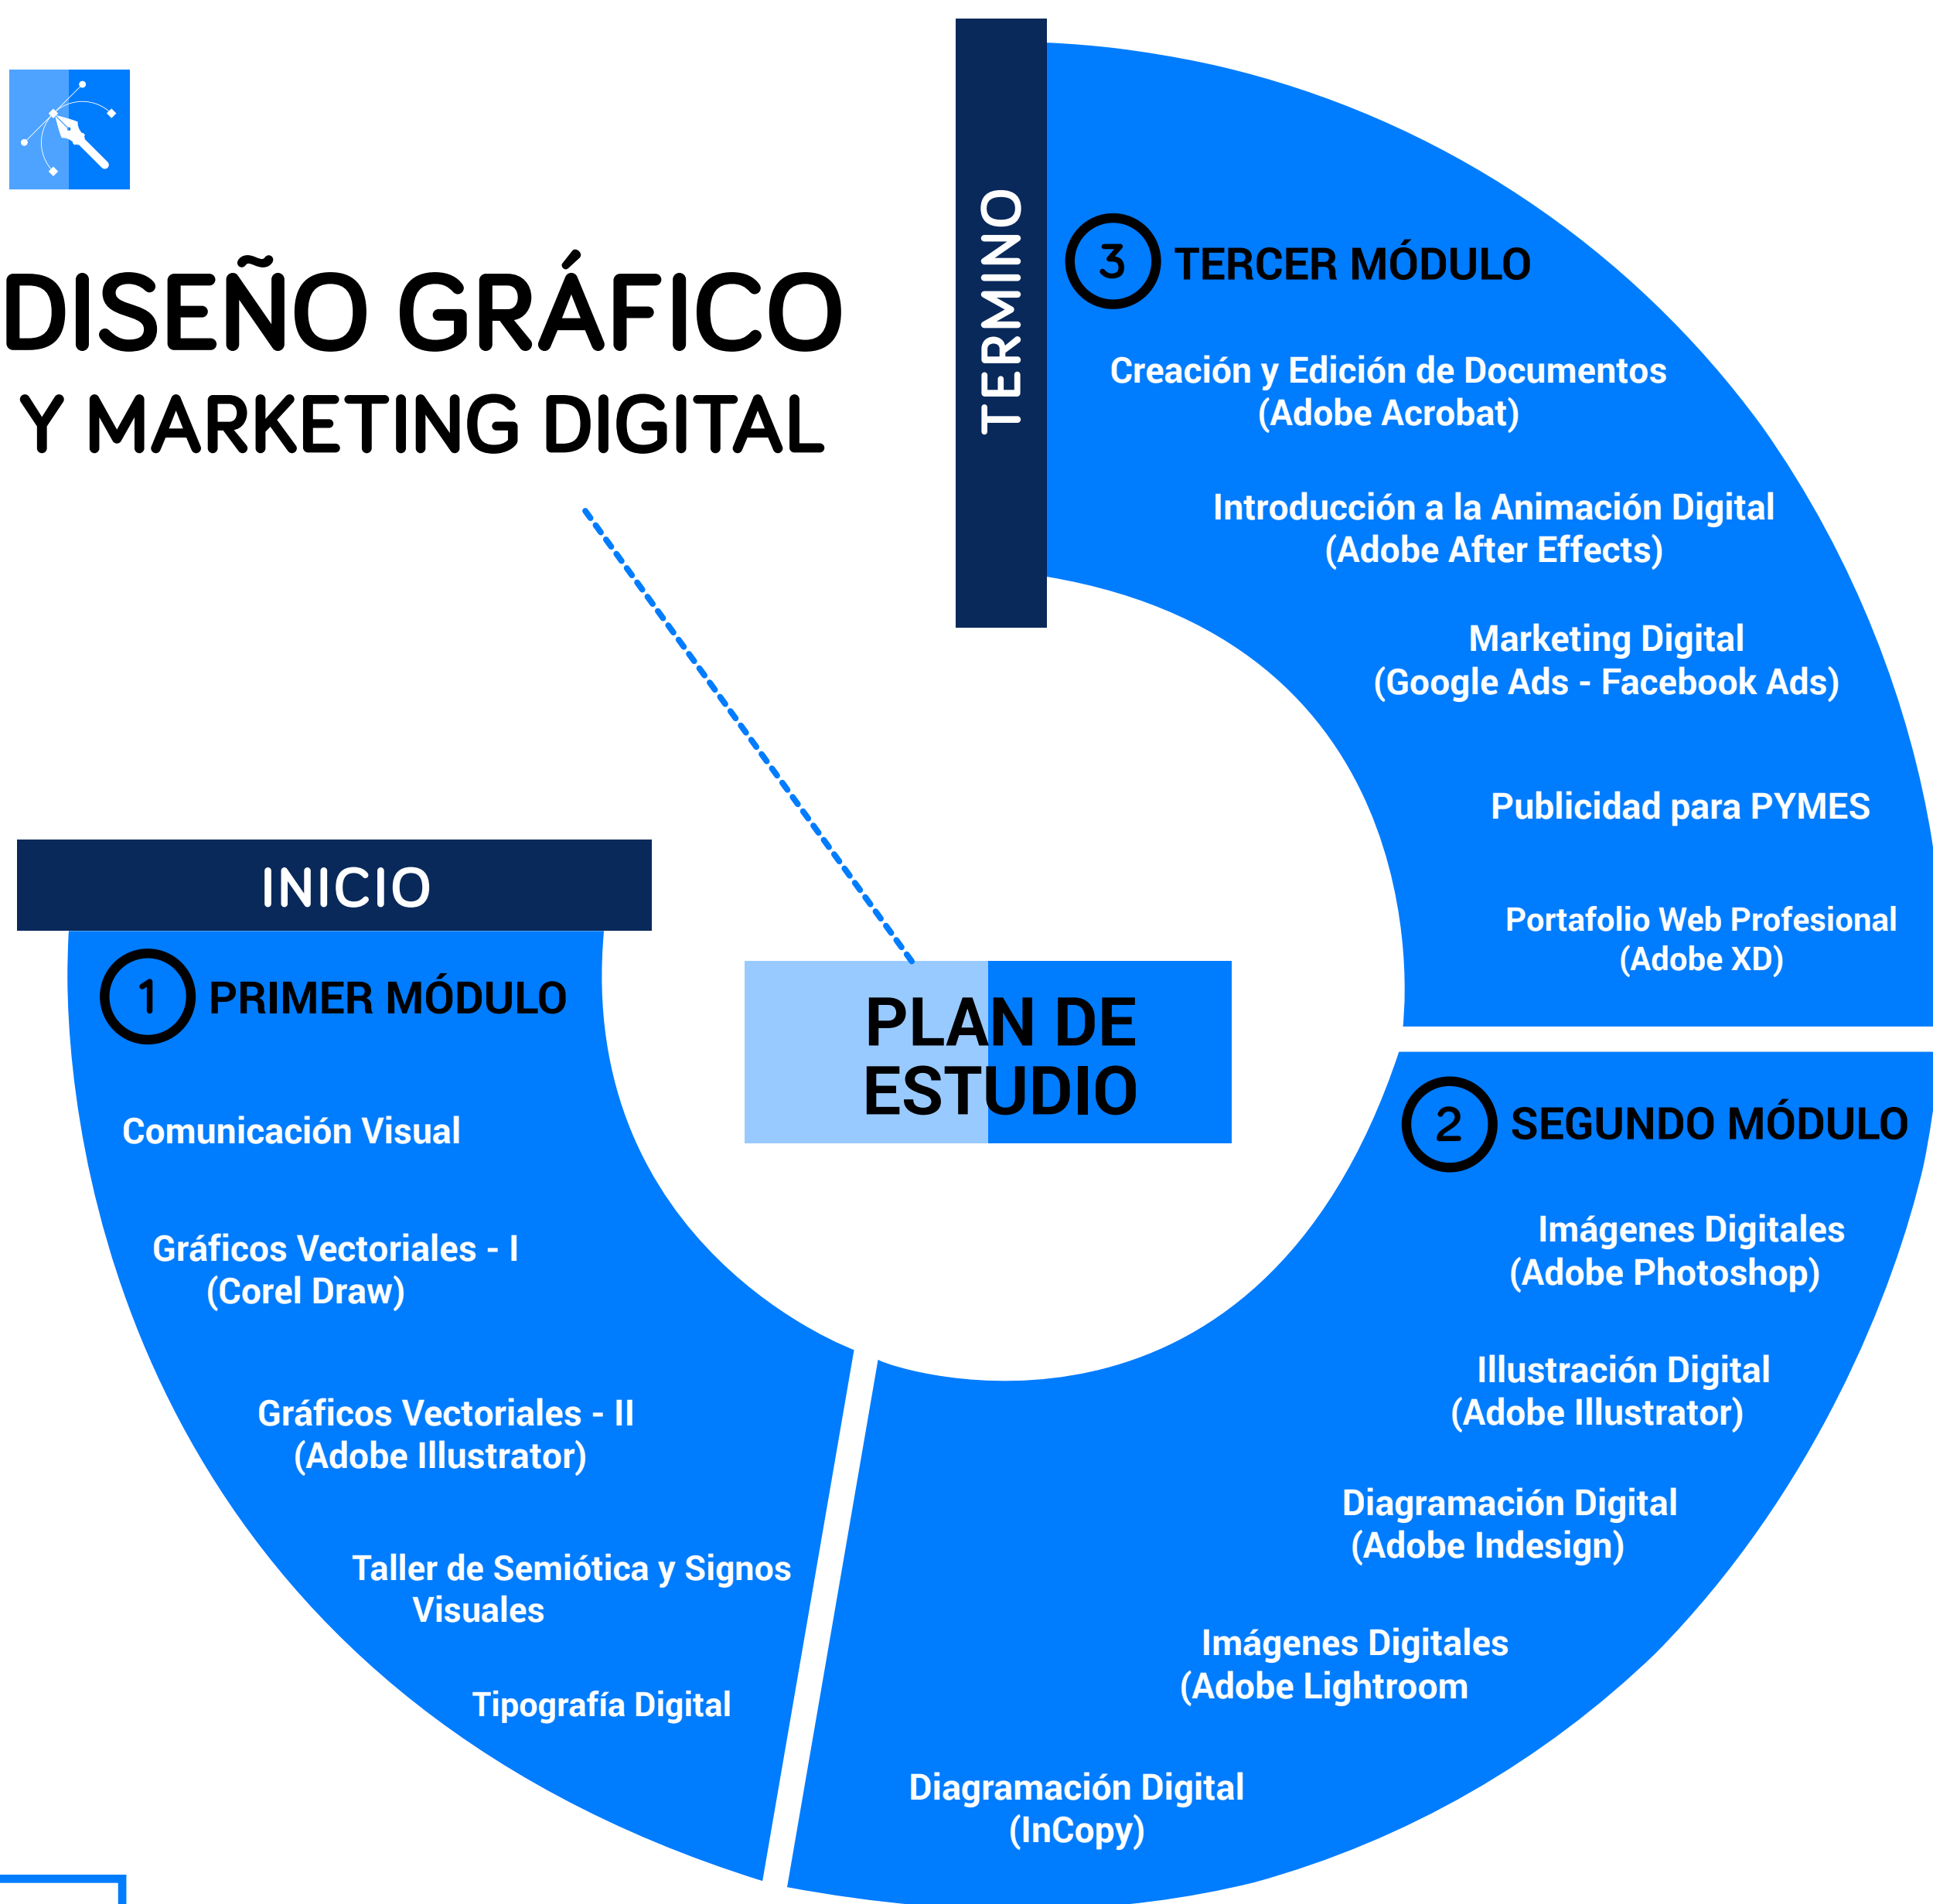 DISEÑO GRÁFICO
Y MARKETING DIGITAL
INICIO
1 PRIMER MÓDULO
Comunicación Visual
Gráficos Vectoriales - I
(Corel Draw)
Gráficos Vectoriales - II
(Adobe Illustrator)
Taller de Semiótica y Signos
Visuales
Tipografía Digital
PLAN DE
ESTUDIO
2 SEGUNDO MÓDULO
Imágenes Digitales
(Adobe Photoshop)
Illustración Digital
(Adobe Illustrator)
Diagramación Digital
(Adobe Indesign)
Imágenes Digitales
(Adobe Lightroom
Diagramación Digital
(InCopy)
TERMINO
3 TERCER MÓDULO
Creación y Edición de Documentos
(Adobe Acrobat)
Introducción a la Animación Digital
(Adobe After Effects)
Marketing Digital
(Google Ads - Facebook Ads)
Publicidad para PYMES
Portafolio Web Profesional
(Adobe XD)